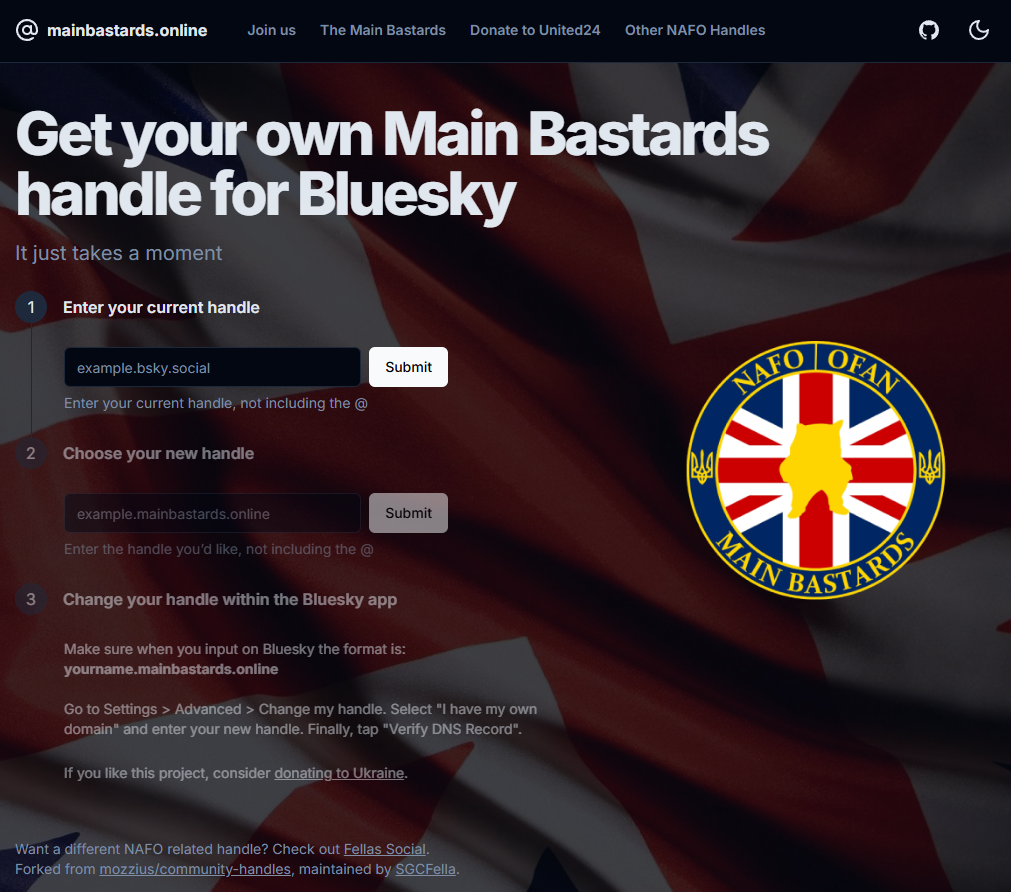 mainbastards.online Join us The Main Bastards Donate to United24 Other NAFO Handles
Get your own Main Bastards
handle for Bluesky
It just takes a moment
1 Enter your current handle
example.bsky.social Submit
Enter your current handle, not including the @
2 Choose your new handle
example.mainbastards.online Submit
Enter the handle you'd like, not including the @
3 Change your handle within the Bluesky app
Make sure when you input on Bluesky the format is:
yourname.mainbastards.online
Go to Settings > Advanced > Change my handle. Select "I have my own
domain" and enter your new handle. Finally, tap "Verify DNS Record".
If you like this project, consider donating to Ukraine.
NAFO | OFAN
MAIN BASTARDS
Want a different NAFO related handle? Check out Fellas Social.
Forked from mozzius/community-handles, maintained by SGCFella.